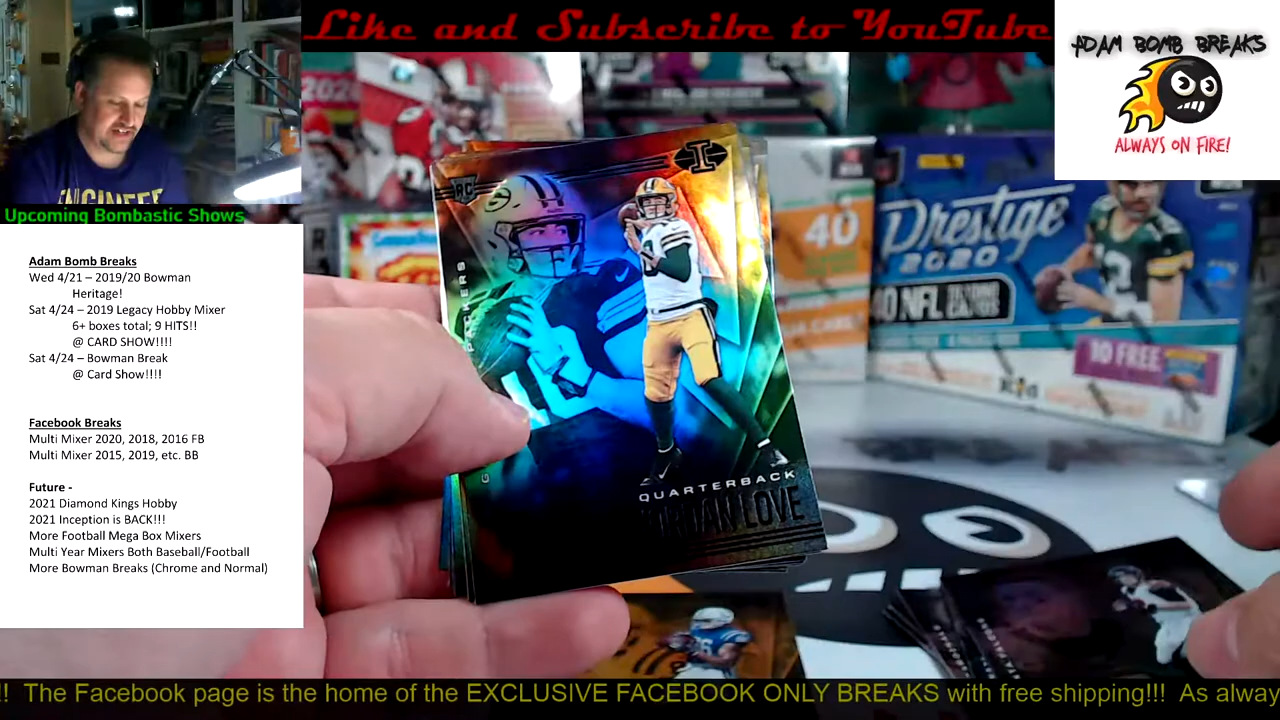 Like and Subscribe to YouTube
ADAM BOMB BREAKS
ALWAYS ON FIRE!
ENGINEER
Upcoming Bombastic Shows
Adam Bomb Breaks
Wed 4/21 – 2019/20 Bowman
Heritage!
Sat 4/24 – 2019 Legacy Hobby Mixer
6+ boxes total; 9 HITS!!
@ CARD SHOW!!!!
Sat 4/24 – Bowman Break
@ Card Show!!!!
Facebook Breaks
Multi Mixer 2020, 2018, 2016 FB
Multi Mixer 2015, 2019, etc. BB
Future -
2021 Diamond Kings Hobby
2021 Inception is BACK!!!
More Football Mega Box Mixers
Multi Year Mixers Both Baseball/Football
More Bowman Breaks (Chrome and Normal)
RC
I
PACKERS
QUARTERBACK
JORDAN LOVE
40
Prestige
2020
40 NFL
10 FREE
!! The Facebook page is the home of the EXCLUSIVE FACEBOOK ONLY BREAKS with free shipping!!! As alway